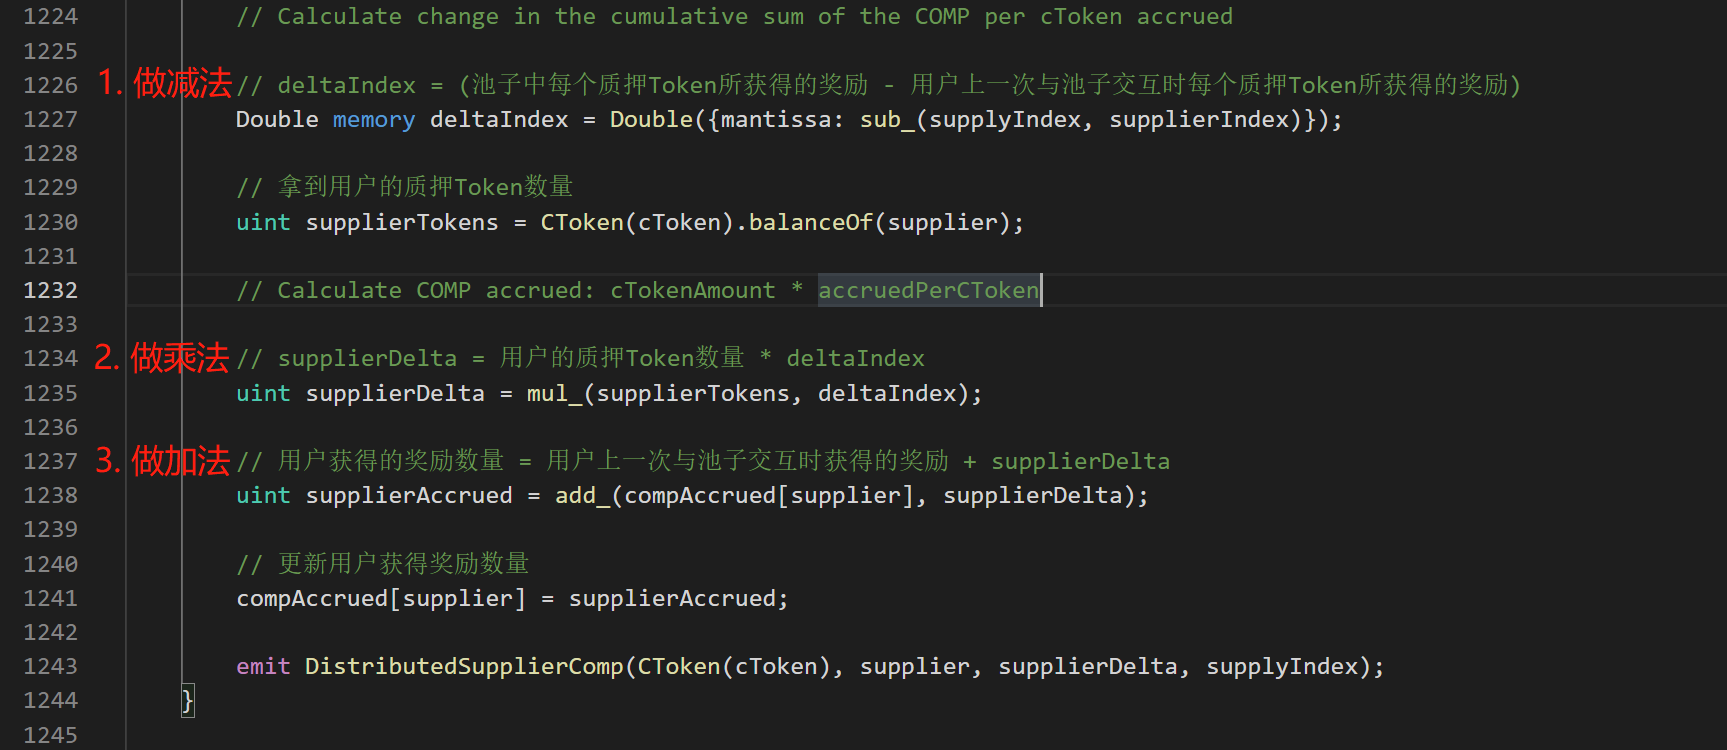 1224 // Calculate change in the cumulative sum of the COMP per cToken accrued
1225
1226 1. 做减法 // deltaIndex = (池子中每个质押Token所获得的奖励 - 用户上一次与池子交互时每个质押Token所获得的奖励)
1227 Double memory deltaIndex = Double({mantissa: sub_(supplyIndex, supplierIndex)});
1228
1229 // 拿到用户的质押Token数量
1230 uint supplierTokens = CToken(cToken).balanceOf(supplier);
1231
1232 // Calculate COMP accrued: cTokenAmount * accruedPerCToken
1233
1234 2. 做乘法 // supplierDelta = 用户的质押Token数量 * deltaIndex
1235 uint supplierDelta = mul_(supplierTokens, deltaIndex);
1236
1237 3. 做加法 // 用户获得的奖励数量 = 用户上一次与池子交互时获得的奖励 + supplierDelta
1238 uint supplierAccrued = add_(compAccrued[supplier], supplierDelta);
1239
1240 // 更新用户获得奖励数量
1241 compAccrued[supplier] = supplierAccrued;
1242
1243 emit DistributedSupplierComp(CToken(cToken), supplier, supplierDelta, supplyIndex);
1244 }
1245